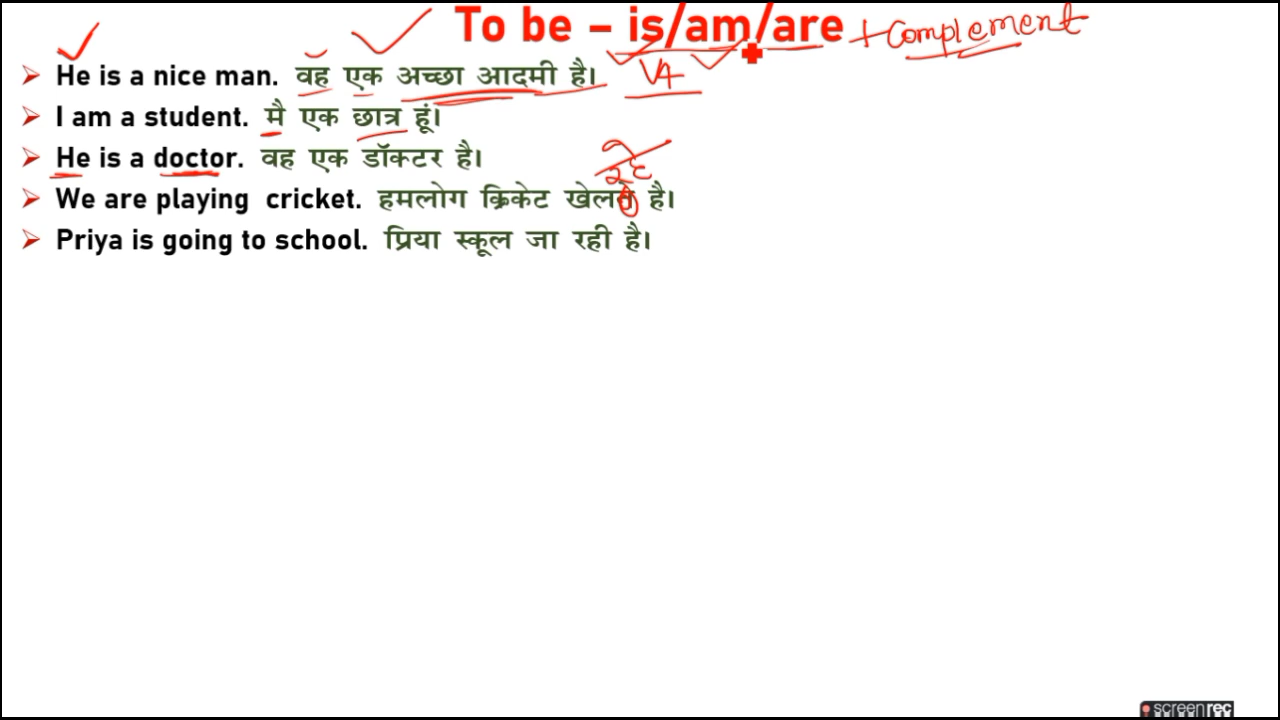 To be – is/am/are + Complement
He is a nice man. वह एक अच्छा आदमी है। V4
I am a student. मै एक छात्र हूं।
He is a doctor. वह एक डॉक्टर है।
We are playing cricket. हमलोग क्रिकेट खेलते है।
Priya is going to school. प्रिया स्कूल जा रही है।
screenrec